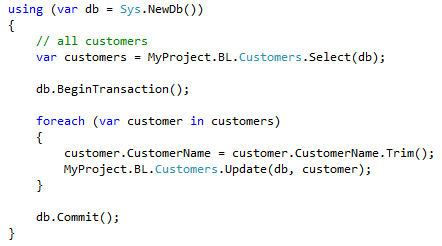 using (var db = Sys.NewDb())
{
    // all customers
    var customers = MyProject.BL.Customers.Select(db);

    db.BeginTransaction();

    foreach (var customer in customers)
    {
        customer.CustomerName = customer.CustomerName.Trim();
        MyProject.BL.Customers.Update(db, customer);
    }

    db.Commit();
}